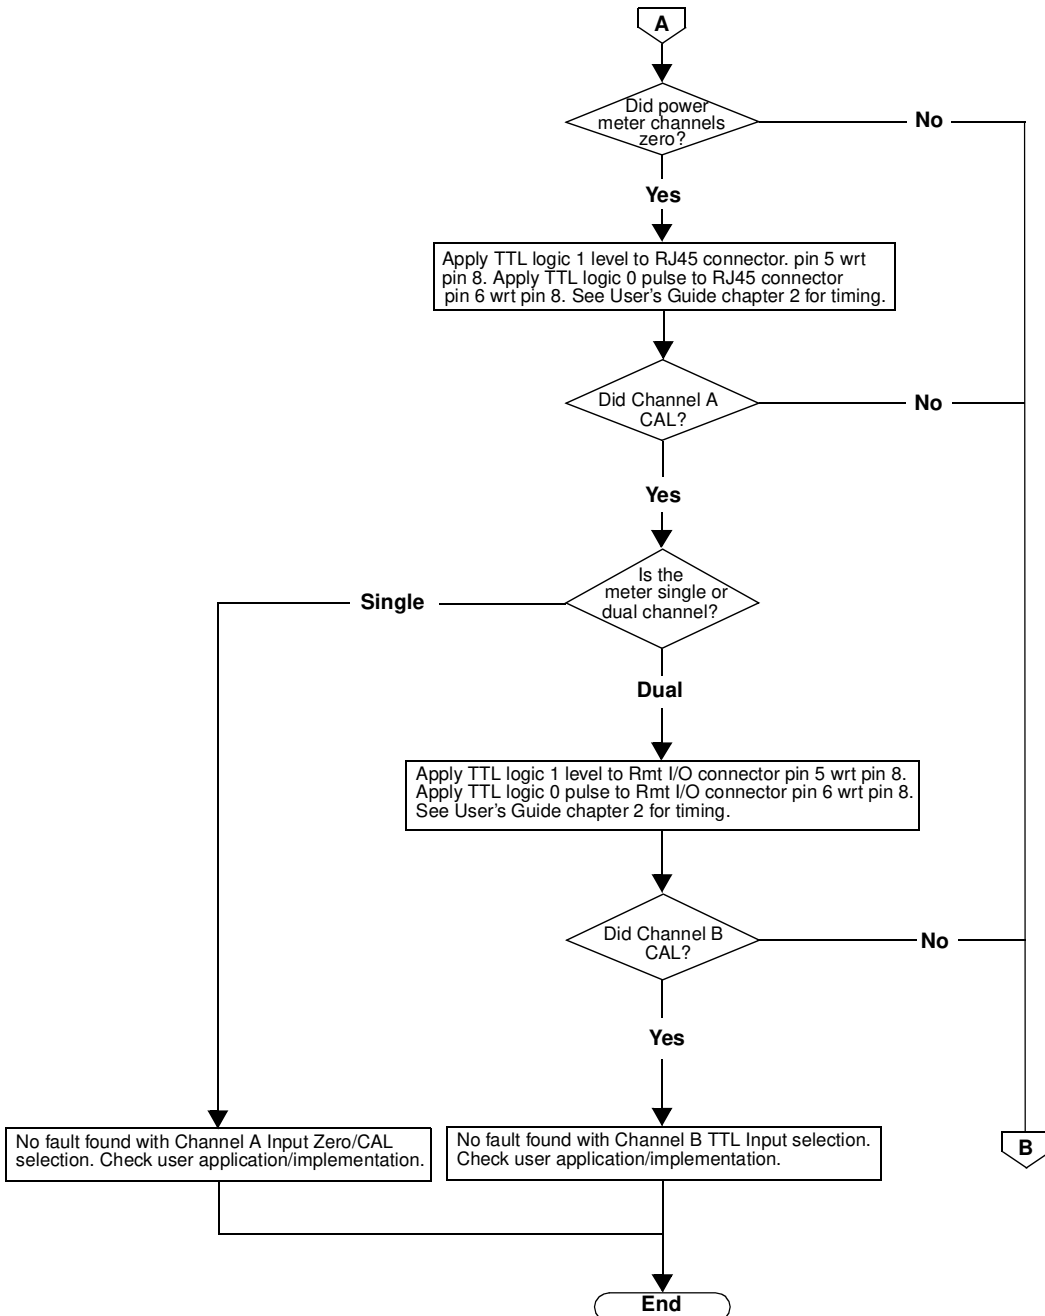 A
Did power
meter channels
zero?
No
Yes
Apply TTL logic 1 level to RJ45 connector. pin 5 wrt
pin 8. Apply TTL logic 0 pulse to RJ45 connector
pin 6 wrt pin 8. See User's Guide chapter 2 for timing.
Did Channel A
CAL?
No
Yes
Is the
meter single or
dual channel?
Single
Dual
Apply TTL logic 1 level to Rmt I/O connector pin 5 wrt pin 8.
Apply TTL logic 0 pulse to Rmt I/O connector pin 6 wrt pin 8.
See User's Guide chapter 2 for timing.
Did Channel B
CAL?
No
Yes
No fault found with Channel A Input Zero/CAL
selection. Check user application/implementation.
No fault found with Channel B TTL Input selection.
Check user application/implementation.
B
End